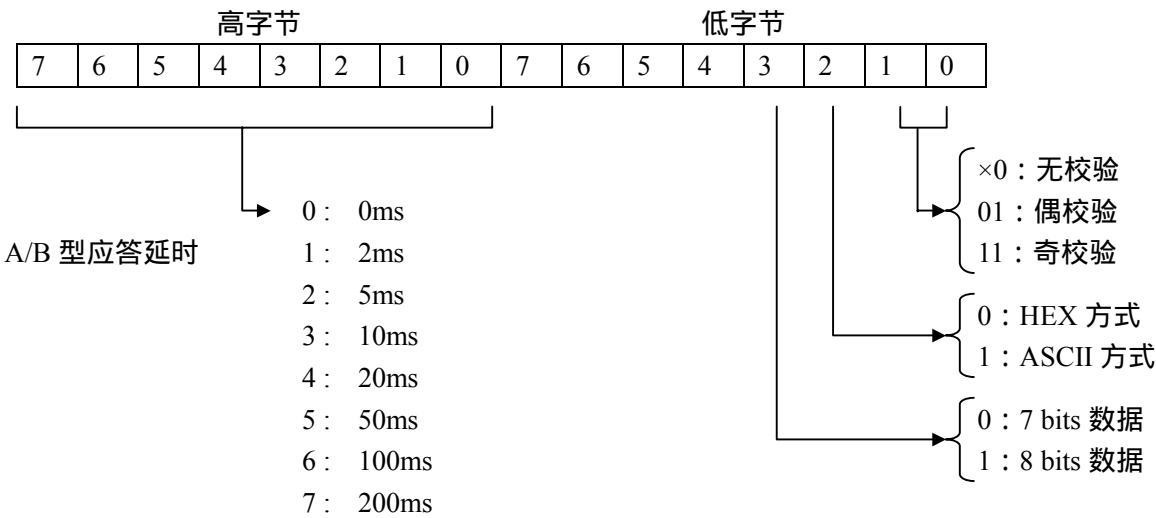 高字节 低字节
7 6 5 4 3 2 1 0 7 6 5 4 3 2 1 0
×0：无校验
01：偶校验
11：奇校验
A/B 型应答延时
0： 0ms
1： 2ms
2： 5ms
3： 10ms
4： 20ms
5： 50ms
6： 100ms
7： 200ms
0：HEX 方式
1：ASCII 方式
0：7 bits 数据
1：8 bits 数据